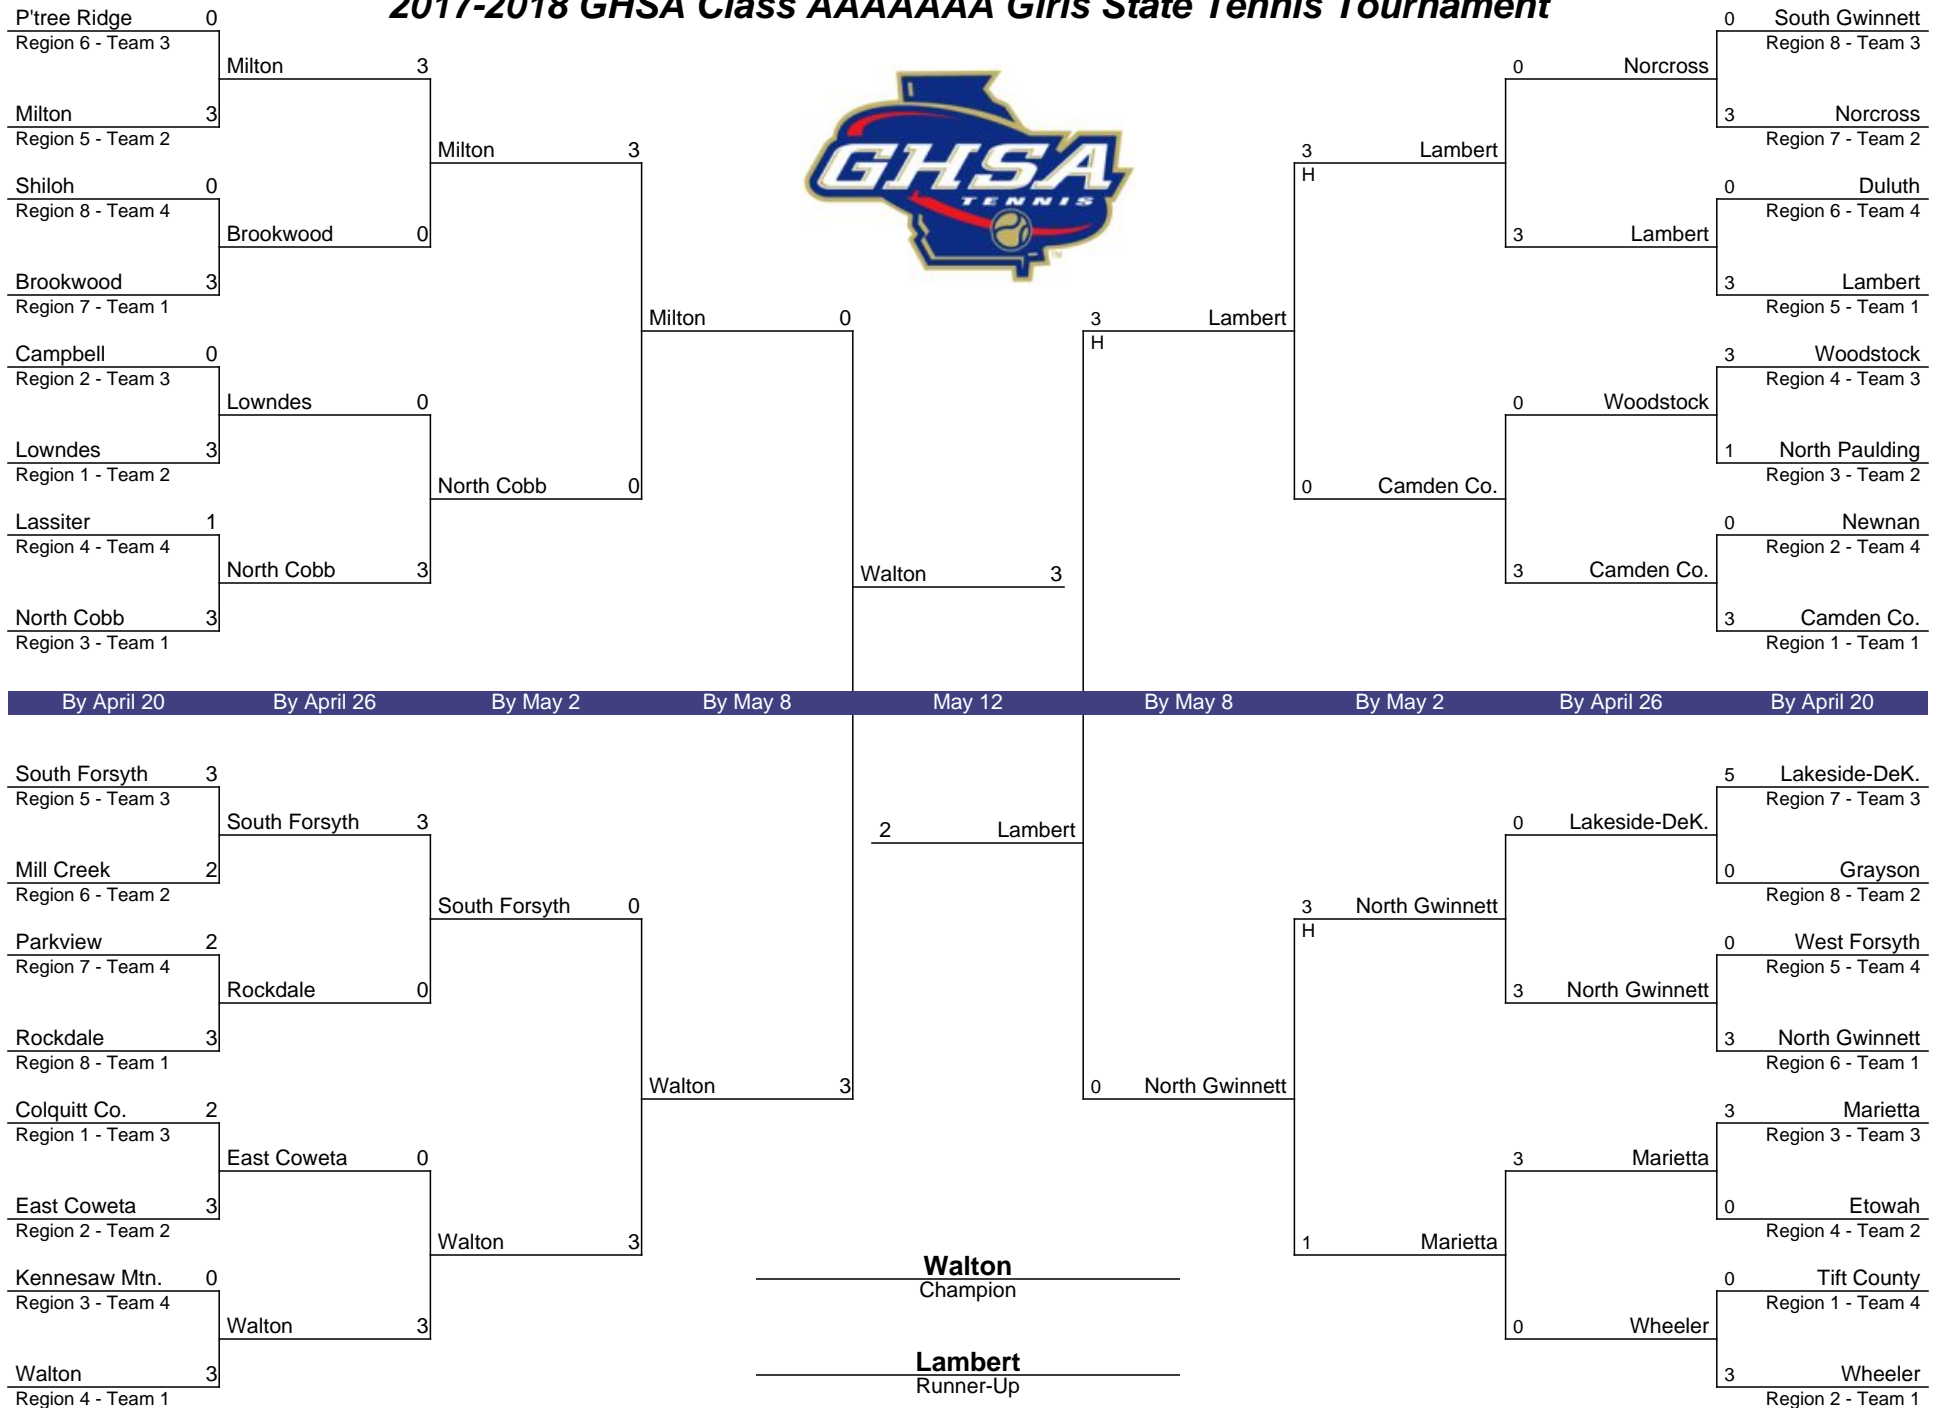 2017-2018 GHSA Class AAAAAAA Girls State Tennis Tournament
P'tree Ridge 0
Region 6 - Team 3
Milton 3
Region 5 - Team 2
Shiloh 0
Region 8 - Team 4
Brookwood 3
Region 7 - Team 1
Campbell 0
Region 2 - Team 3
Lowndes 3
Region 1 - Team 2
Lassiter 1
Region 4 - Team 4
North Cobb 3
Region 3 - Team 1
Milton 3
Brookwood 0
Lowndes 0
North Cobb 3
Milton 3
North Cobb 0
Milton 0
GHSA
TENNIS
TM
Walton 3
3 Lambert
H
3 Lambert
H
0 Camden Co.
0 Norcross
3 Lambert
0 Woodstock
3 Camden Co.
0 South Gwinnett
Region 8 - Team 3
3 Norcross
Region 7 - Team 2
0 Duluth
Region 6 - Team 4
3 Lambert
Region 5 - Team 1
3 Woodstock
Region 4 - Team 3
1 North Paulding
Region 3 - Team 2
0 Newnan
Region 2 - Team 4
3 Camden Co.
Region 1 - Team 1
By April 20 By April 26 By May 2 By May 8 May 12 By May 8 By May 2 By April 26 By April 20
South Forsyth 3
Region 5 - Team 3
Mill Creek 2
Region 6 - Team 2
Parkview 2
Region 7 - Team 4
Rockdale 3
Region 8 - Team 1
Colquitt Co. 2
Region 1 - Team 3
East Coweta 3
Region 2 - Team 2
Kennesaw Mtn. 0
Region 3 - Team 4
Walton 3
Region 4 - Team 1
South Forsyth 3
Rockdale 0
East Coweta 0
Walton 3
South Forsyth 0
Walton 3
Walton 3
2 Lambert
Walton
Champion
Lambert
Runner-Up
0 North Gwinnett
3 North Gwinnett
H
1 Marietta
0 Lakeside-DeK.
3 North Gwinnett
3 Marietta
0 Wheeler
5 Lakeside-DeK.
Region 7 - Team 3
0 Grayson
Region 8 - Team 2
0 West Forsyth
Region 5 - Team 4
3 North Gwinnett
Region 6 - Team 1
3 Marietta
Region 3 - Team 3
0 Etowah
Region 4 - Team 2
0 Tift County
Region 1 - Team 4
3 Wheeler
Region 2 - Team 1